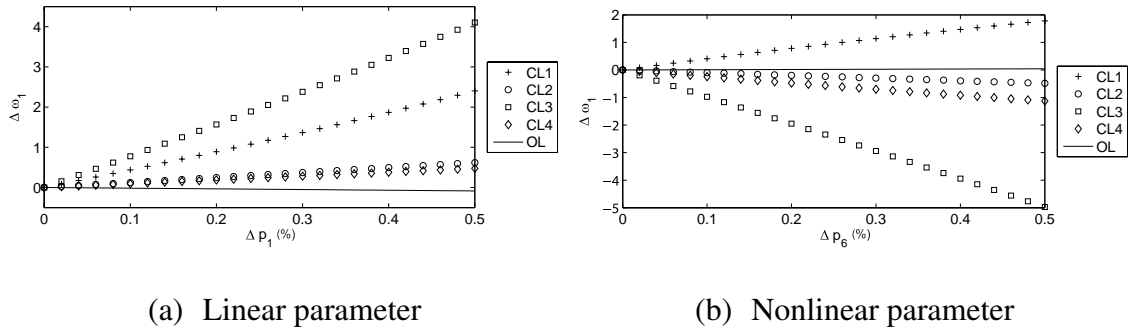 4
3
2
1
0
Δ ω1
0
0.1
0.2
0.3
0.4
0.5
Δ p1 (%)
CL1
CL2
CL3
CL4
OL
2
1
0
-1
-2
-3
-4
-5
Δ ω1
0
0.1
0.2
0.3
0.4
0.5
Δ p6 (%)
CL1
CL2
CL3
CL4
OL
(a) Linear parameter
(b) Nonlinear parameter